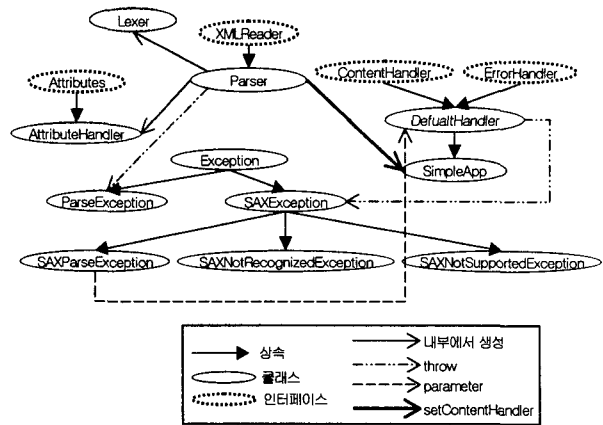 Lexer
XMLReader
Parser
ContentHandler
ErrorHandler
Attributes
AttributeHandler
DefualtHandler
Exception
SimpleApp
ParseException
SAXException
SAXParseException
SAXNotRecognizedException
SAXNotSupportedException
상속
내부에서 생성
클래스
throw
인터페이스
parameter
setContentHandler